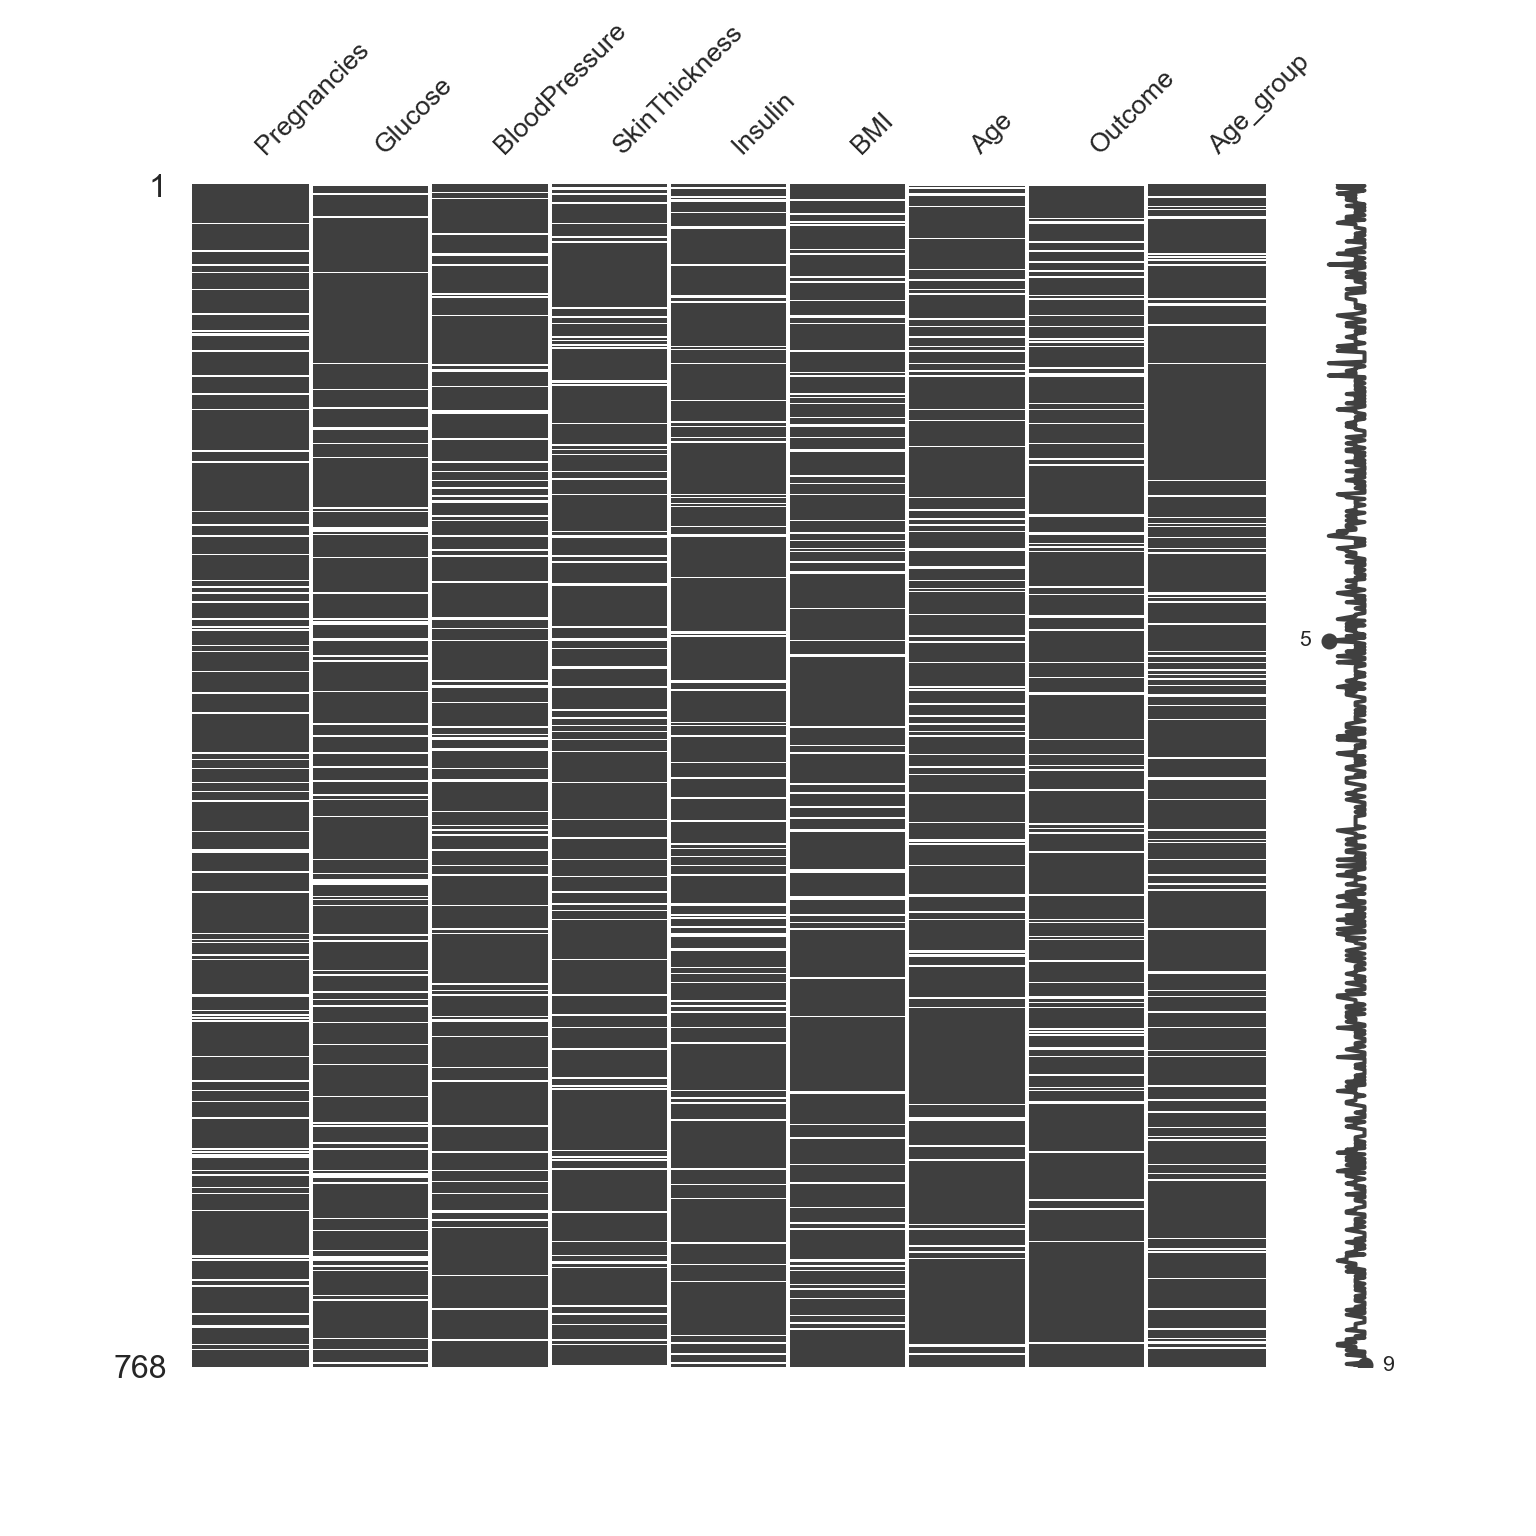 Pregnancies
Glucose
BloodPressure
SkinThickness
Insulin
BMI
Age
Outcome
Age_group
1
5
768
9